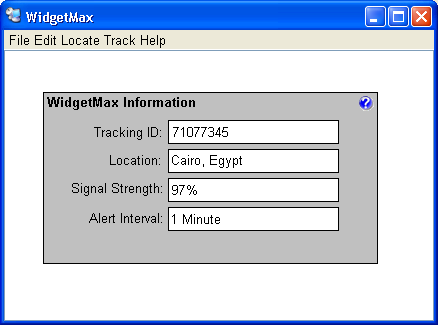 WidgetMax
File Edit Locate Track Help
WidgetMax Information ?
Tracking ID: 71077345
Location: Cairo, Egypt
Signal Strength: 97%
Alert Interval: 1 Minute